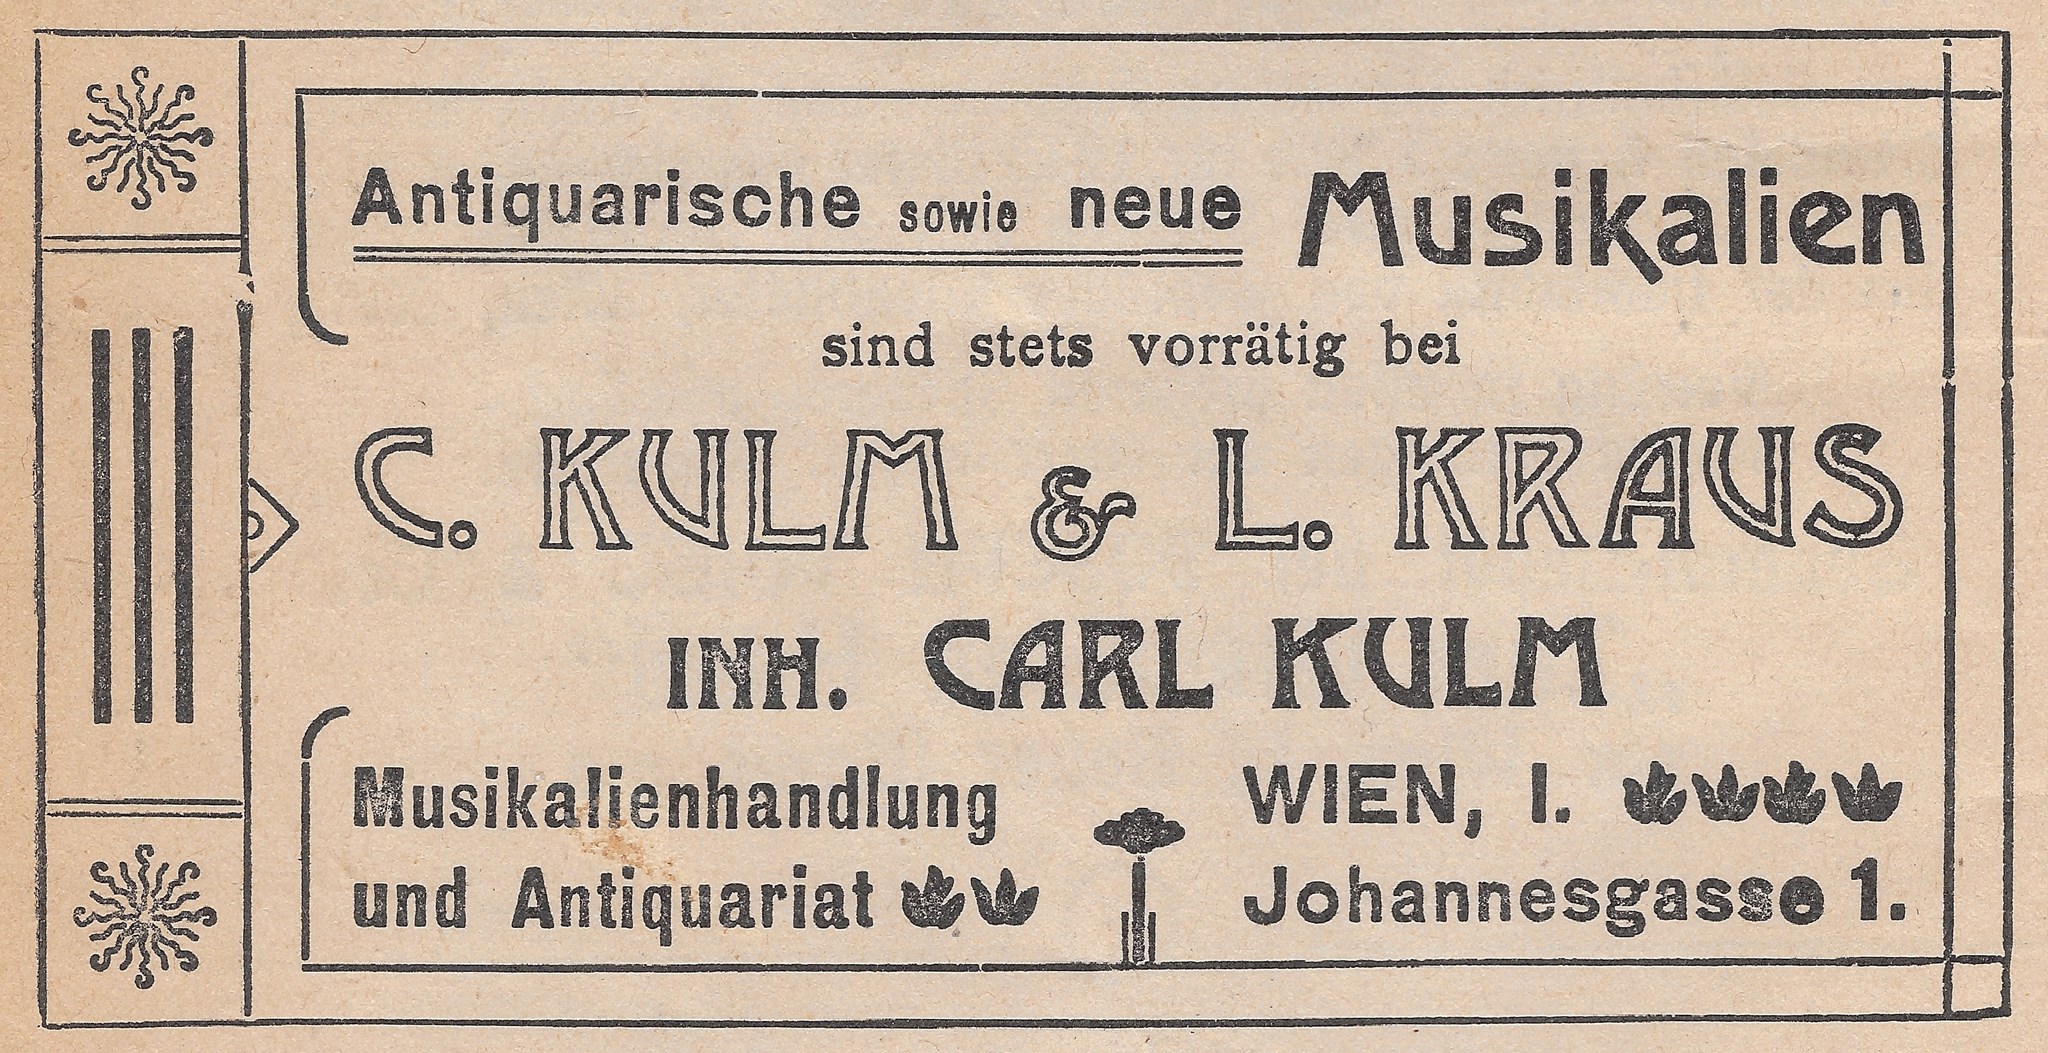 Antiquarische sowie neue Musikalien
sind stets vorrätig bei
C. KULM & L. KRAUS
INH. CARL KULM
Musikalienhandlung
und Antiquariat
WIEN, I.
Johannesgasse 1.